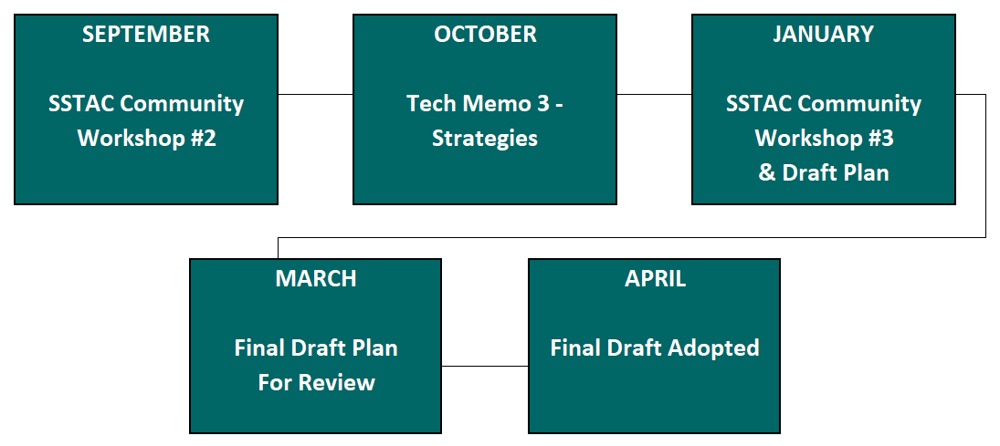 SEPTEMBER
SSTAC Community
Workshop #2
OCTOBER
Tech Memo 3 -
Strategies
JANUARY
SSTAC Community
Workshop #3
& Draft Plan
MARCH
Final Draft Plan
For Review
APRIL
Final Draft Adopted